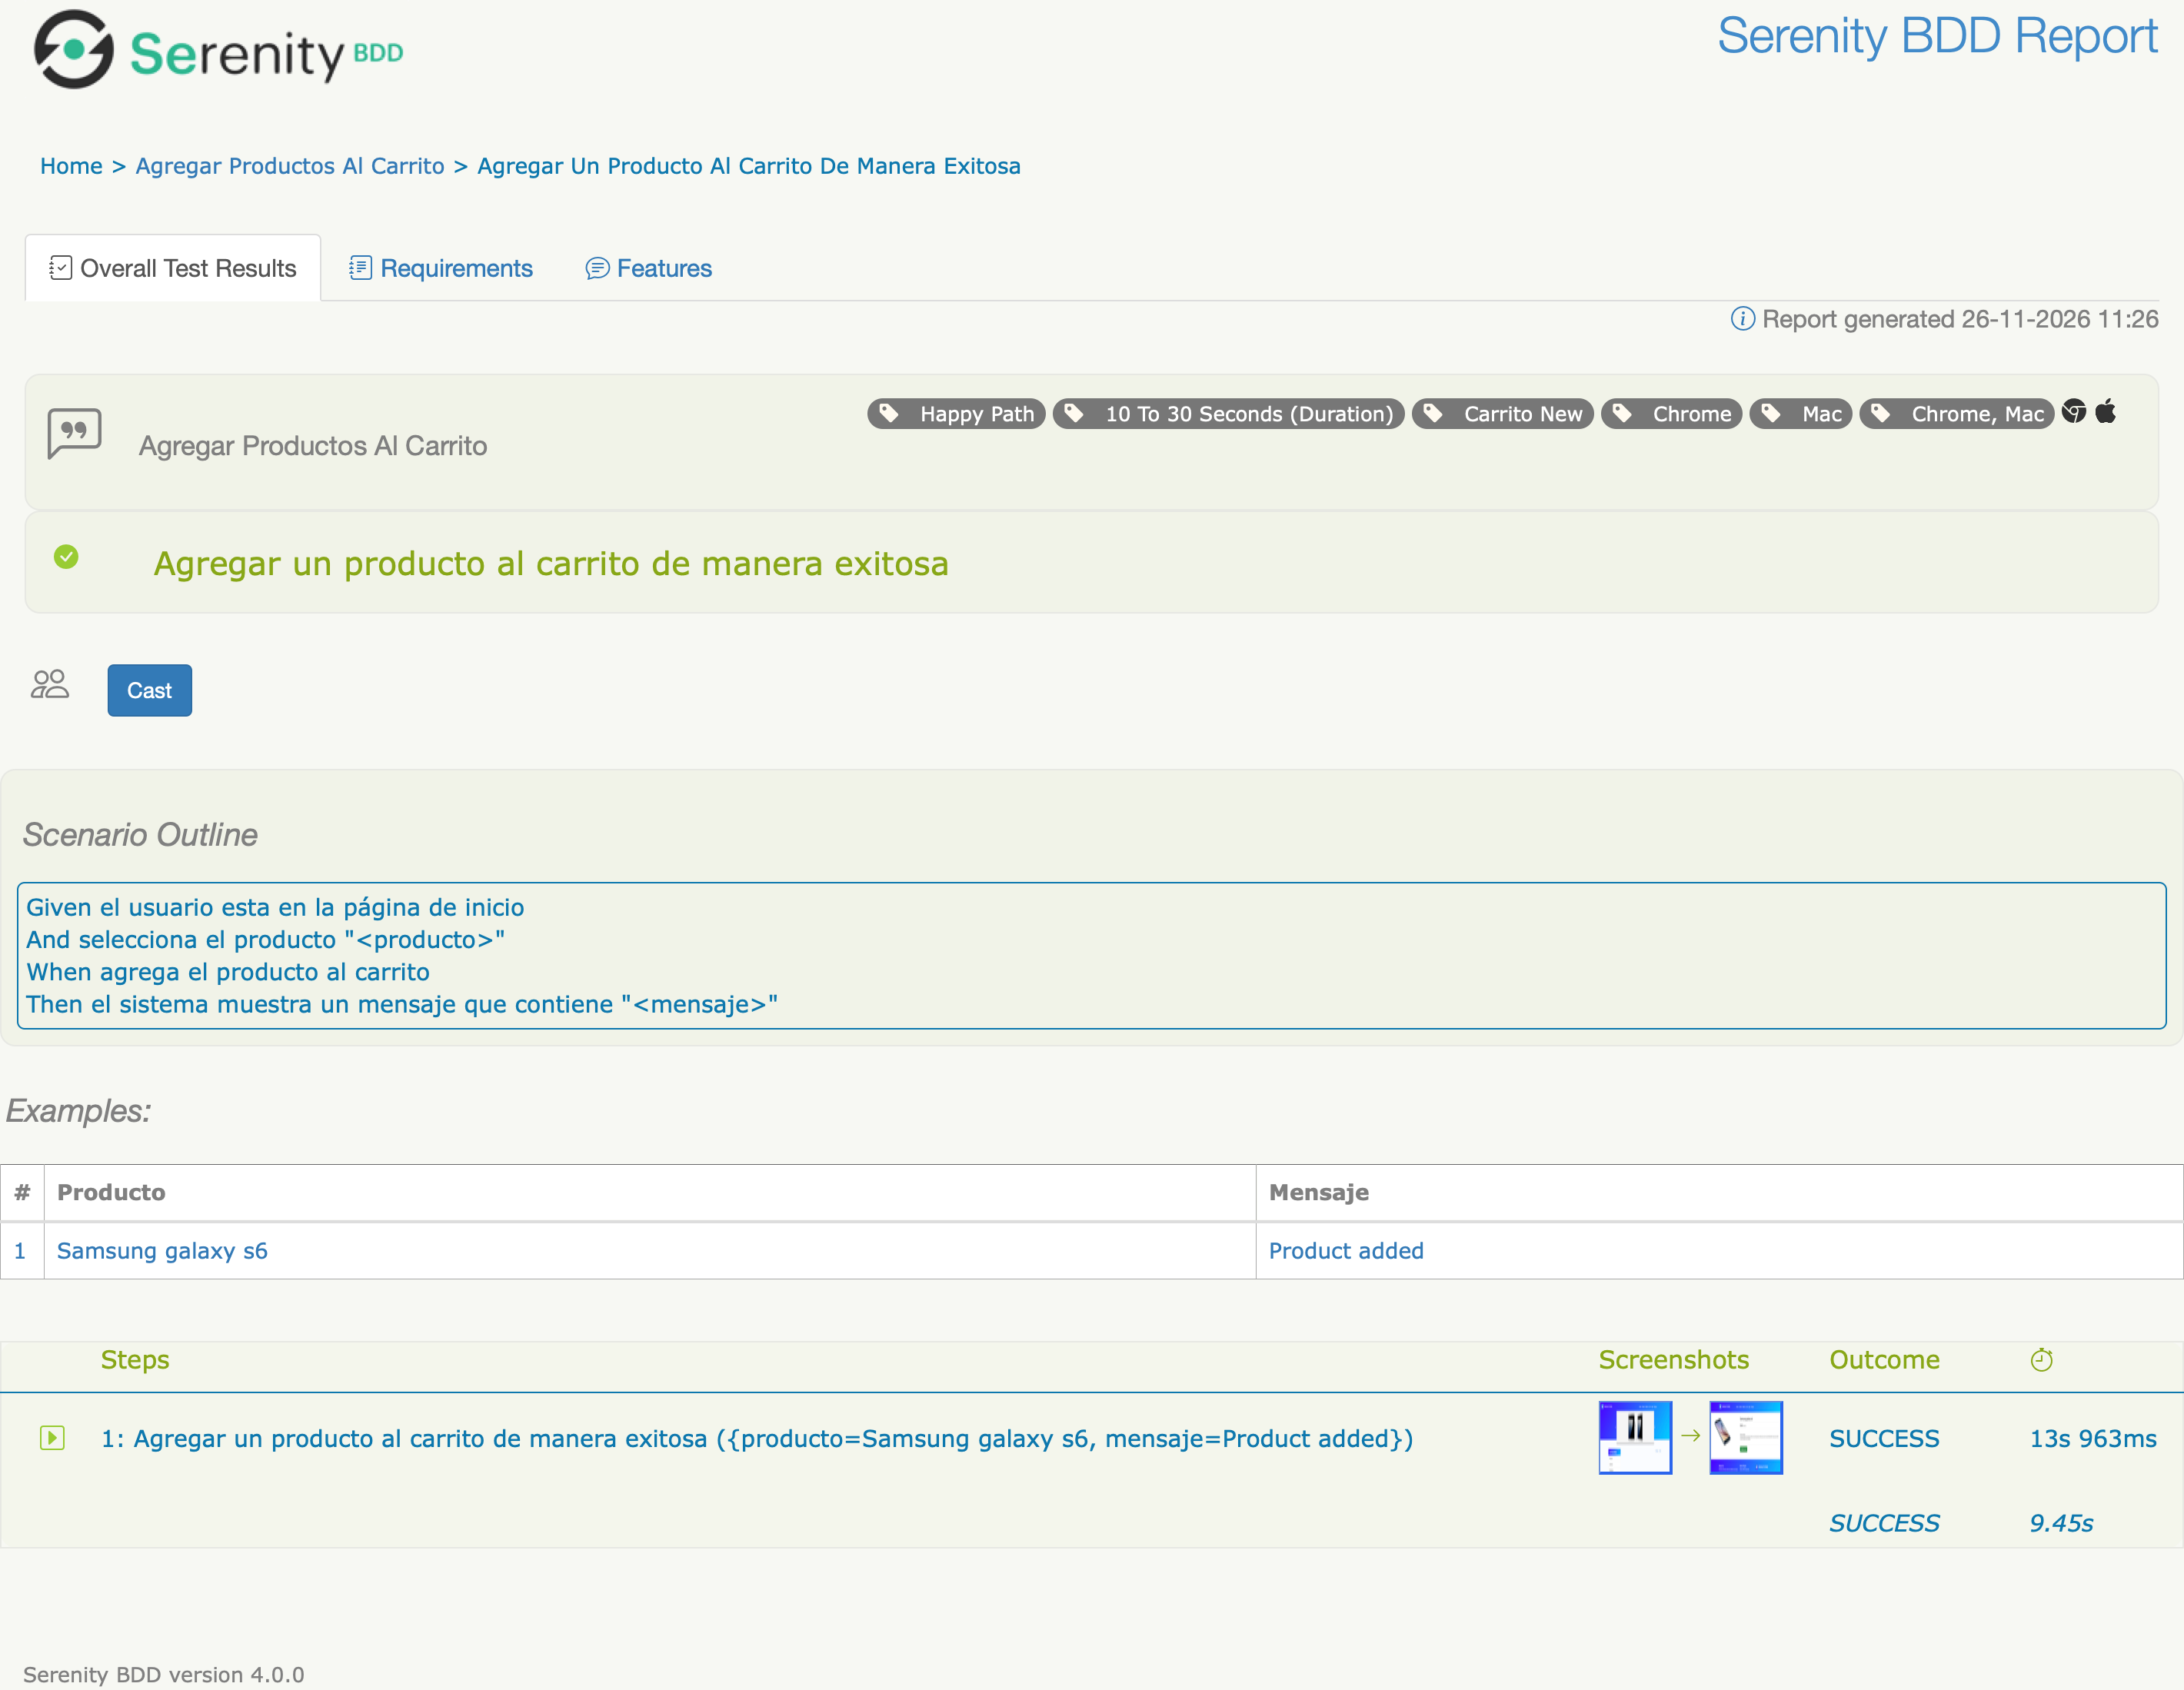 Serenity BDD
Serenity BDD Report
Home > Agregar Productos Al Carrito > Agregar Un Producto Al Carrito De Manera Exitosa
Overall Test Results Requirements Features
Report generated 26-11-2026 11:26
Happy Path 10 To 30 Seconds (Duration) Carrito New Chrome Mac Chrome, Mac
Agregar Productos Al Carrito
Agregar un producto al carrito de manera exitosa
Cast
Scenario Outline
Given el usuario esta en la página de inicio
And selecciona el producto "<producto>"
When agrega el producto al carrito
Then el sistema muestra un mensaje que contiene "<mensaje>"
Examples:
# Producto Mensaje
1 Samsung galaxy s6 Product added
Steps Screenshots Outcome
1: Agregar un producto al carrito de manera exitosa ({producto=Samsung galaxy s6, mensaje=Product added}) SUCCESS 13s 963ms
SUCCESS 9.45s
Serenity BDD version 4.0.0